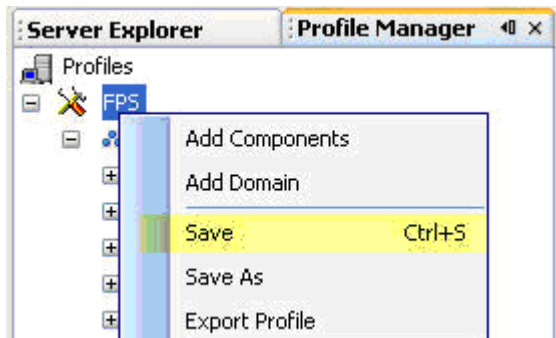 Server Explorer
Profile Manager
Profiles
FPS
Add Components
Add Domain
Save Ctrl+S
Save As
Export Profile